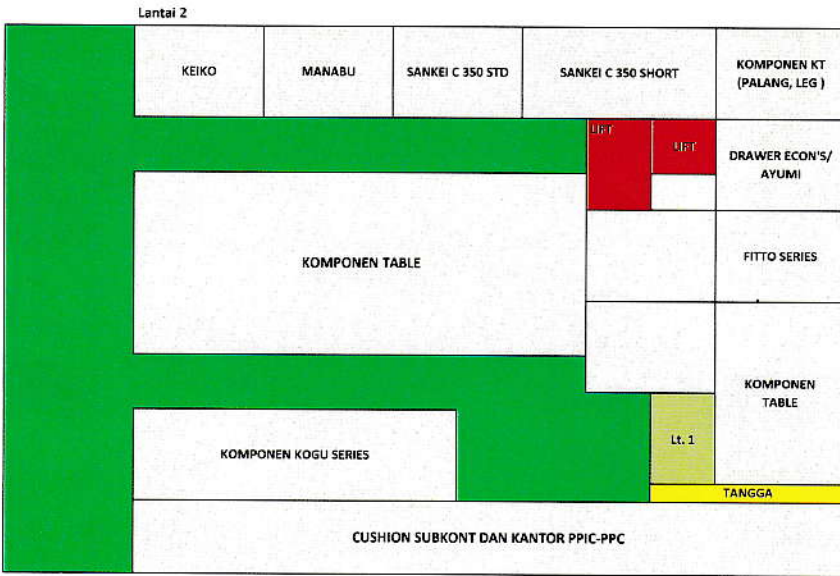 Lantai 2
KEIKO
MANABU
SANKEI C 350 STD
SANKEI C 350 SHORT
KOMPONEN KT
(PALANG, LEG )
LIFT
LIFT
DRAWER ECON'S/
AYUMI
KOMPONEN TABLE
FITTO SERIES
KOMPONEN
TABLE
Lt. 1
KOMPONEN KOGU SERIES
TANGGA
CUSHION SUBKONT DAN KANTOR PPIC-PPC